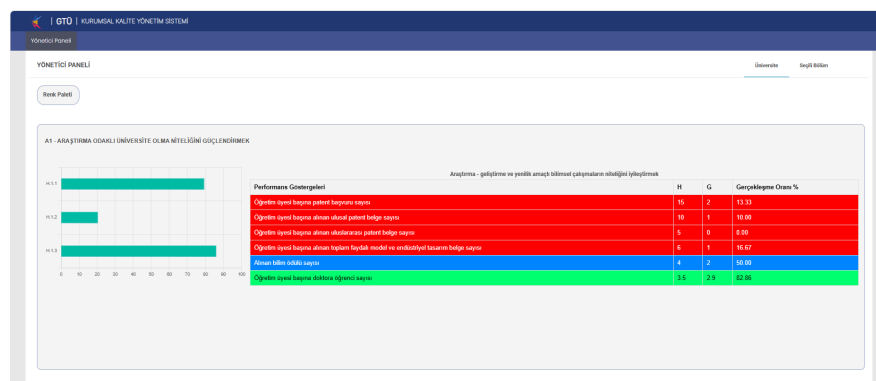 GTÜ | KURUMSAL KALİTE YÖNETİM SİSTEMİ
Yönetici Paneli
YÖNETİCİ PANELİ
Üniversite Seçili Bölüm
Renk Paleti
A1 - ARAŞTIRMA ODAKLI ÜNİVERSİTE OLMA NİTELİĞİNİ GÜÇLENDİRMEK
H.1.1
H.1.2
H.1.3
0 10 20 30 40 50 60 70 80 90 100
Araştırma - geliştirme ve yenilik amaçlı bilimsel çalışmaların niteliğini iyileştirmek
Performans Göstergeleri H G Gerçekleşme Oranı %
Öğretim üyesi başına patent başvuru sayısı 15 2 13.33
Öğretim üyesi başına alınan ulusal patent belge sayısı 10 1 10.00
Öğretim üyesi başına alınan uluslararası patent belge sayısı 5 0 0.00
Öğretim üyesi başına alınan toplam faydalı model ve endüstriyel tasarım belge sayısı 6 1 16.67
Alınan bilim ödülü sayısı 4 2 50.00
Öğretim üyesi başına doktora öğrenci sayısı 3.5 2.9 82.86